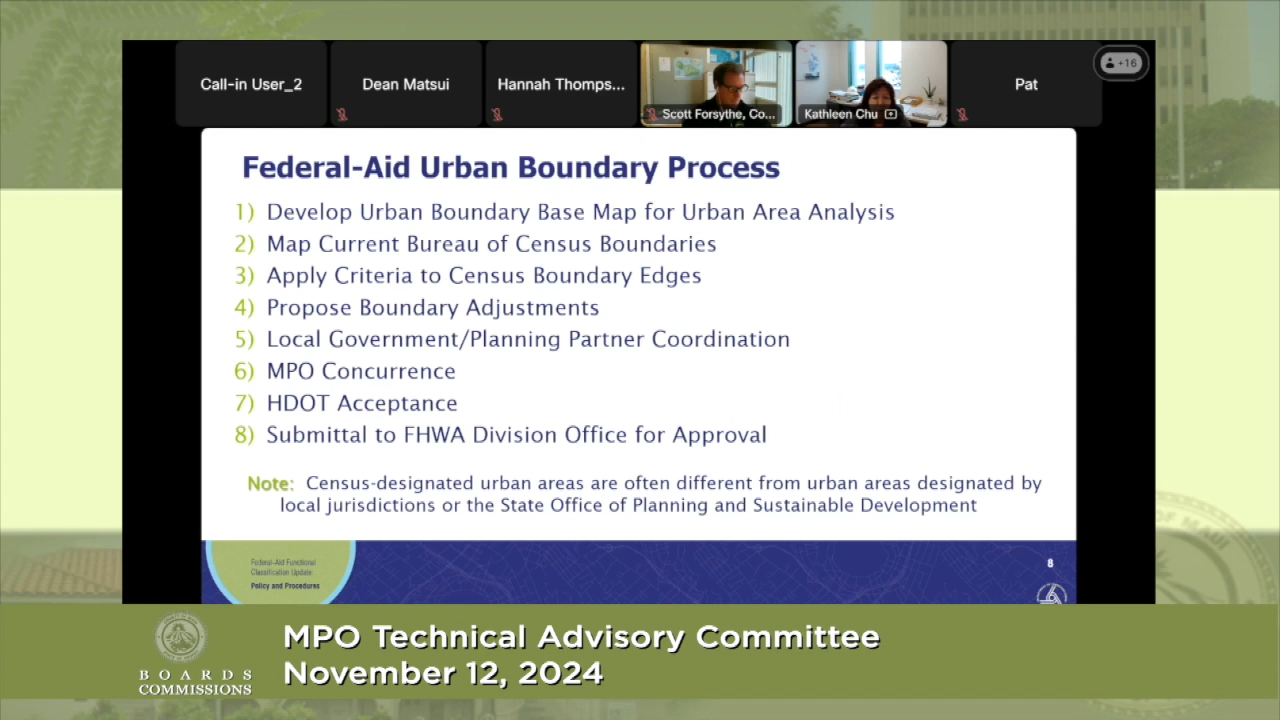 Call-in User_2
Dean Matsui
Hannah Thomps...
Scott Forsythe, Co...
Kathleen Chu
Pat
+16
Federal-Aid Urban Boundary Process
1) Develop Urban Boundary Base Map for Urban Area Analysis
2) Map Current Bureau of Census Boundaries
3) Apply Criteria to Census Boundary Edges
4) Propose Boundary Adjustments
5) Local Government/Planning Partner Coordination
6) MPO Concurrence
7) HDOT Acceptance
8) Submittal to FHWA Division Office for Approval
Note: Census-designated urban areas are often different from urban areas designated by
local jurisdictions or the State Office of Planning and Sustainable Development
Federal-Aid Functional
Classification Update:
Policy and Procedures
8
BOARDS
COMMISSIONS
MPO Technical Advisory Committee
November 12, 2024